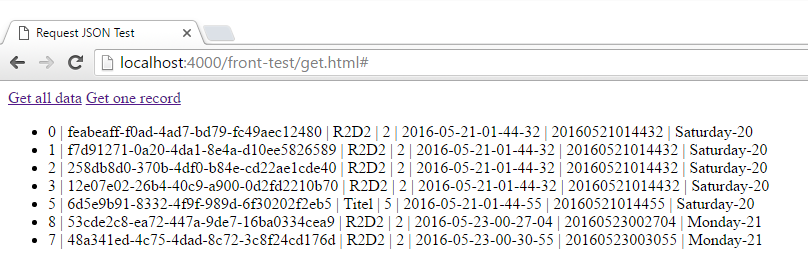 Request JSON Test
localhost:4000/front-test/get.html#
Get all data Get one record
0 | feabeaff-f0ad-4ad7-bd79-fc49aec12480 | R2D2 | 2 | 2016-05-21-01-44-32 | 20160521014432 | Saturday-20
1 | f7d91271-0a20-4da1-8e4a-d10ee5826589 | R2D2 | 2 | 2016-05-21-01-44-32 | 20160521014432 | Saturday-20
2 | 258db8d0-370b-4df0-b84e-cd22ae1cde40 | R2D2 | 2 | 2016-05-21-01-44-32 | 20160521014432 | Saturday-20
3 | 12e07e02-26b4-40c9-a900-0d2fd2210b70 | R2D2 | 2 | 2016-05-21-01-44-32 | 20160521014432 | Saturday-20
5 | 6d5e9b91-8332-4f9f-989d-6f30202f2eb5 | Titel | 5 | 2016-05-21-01-44-55 | 20160521014455 | Saturday-20
8 | 53cde2c8-ea72-447a-9de7-16ba0334cea9 | R2D2 | 2 | 2016-05-23-00-27-04 | 20160523002704 | Monday-21
7 | 48a341ed-4c75-4dad-8c72-3c8f24cd176d | R2D2 | 2 | 2016-05-23-00-30-55 | 20160523003055 | Monday-21